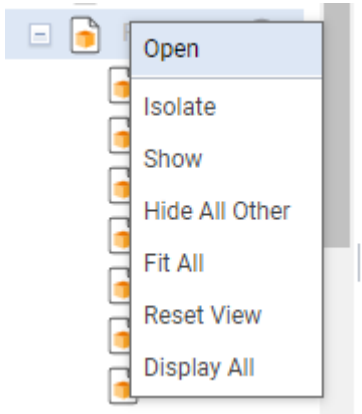 Open
Isolate
Show
Hide All Other
Fit All
Reset View
Display All